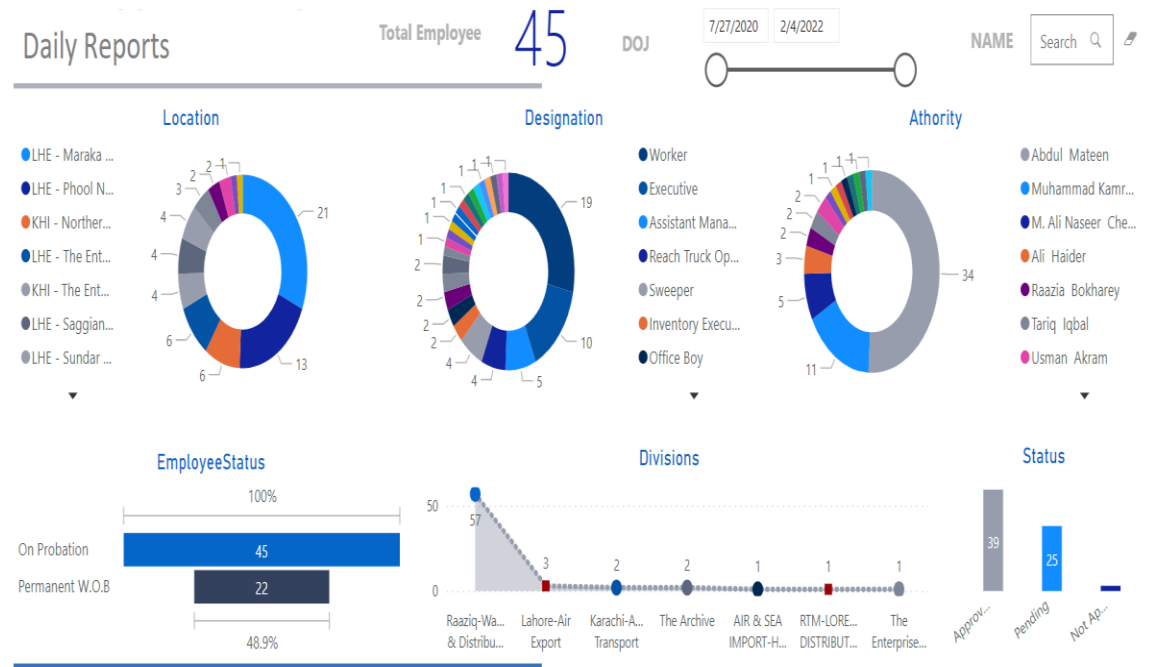 Daily Reports
Total Employee
45
DOJ
7/27/2020
2/4/2022
NAME
Search
Location
LHE - Maraka ...
LHE - Phool N...
KHI - Norther...
LHE - The Ent...
KHI - The Ent...
LHE - Saggian...
LHE - Sundar ...
21
13
6
6
4
4
4
3
2
2
1
Designation
19
10
5
4
4
2
2
2
2
1
1
1
1
1
1
Worker
Executive
Assistant Mana...
Reach Truck Op...
Sweeper
Inventory Execu...
Office Boy
Athority
34
11
5
3
2
2
2
1
1
1
1
Abdul Mateen
Muhammad Kamr...
M. Ali Naseer Che...
Ali Haider
Raazia Bokharey
Tariq Iqbal
Usman Akram
EmployeeStatus
100%
On Probation
45
Permanent W.O.B
22
48.9%
Divisions
50
0
57
3
2
2
1
1
1
Raaziq-Wa...
& Distribu...
Lahore-Air
Export
Karachi-A...
Transport
The Archive
AIR & SEA
IMPORT-H...
RTM-LORE...
DISTRIBUT...
The
Enterprise...
Status
39
25
Approv...
Pending
Not Ap...